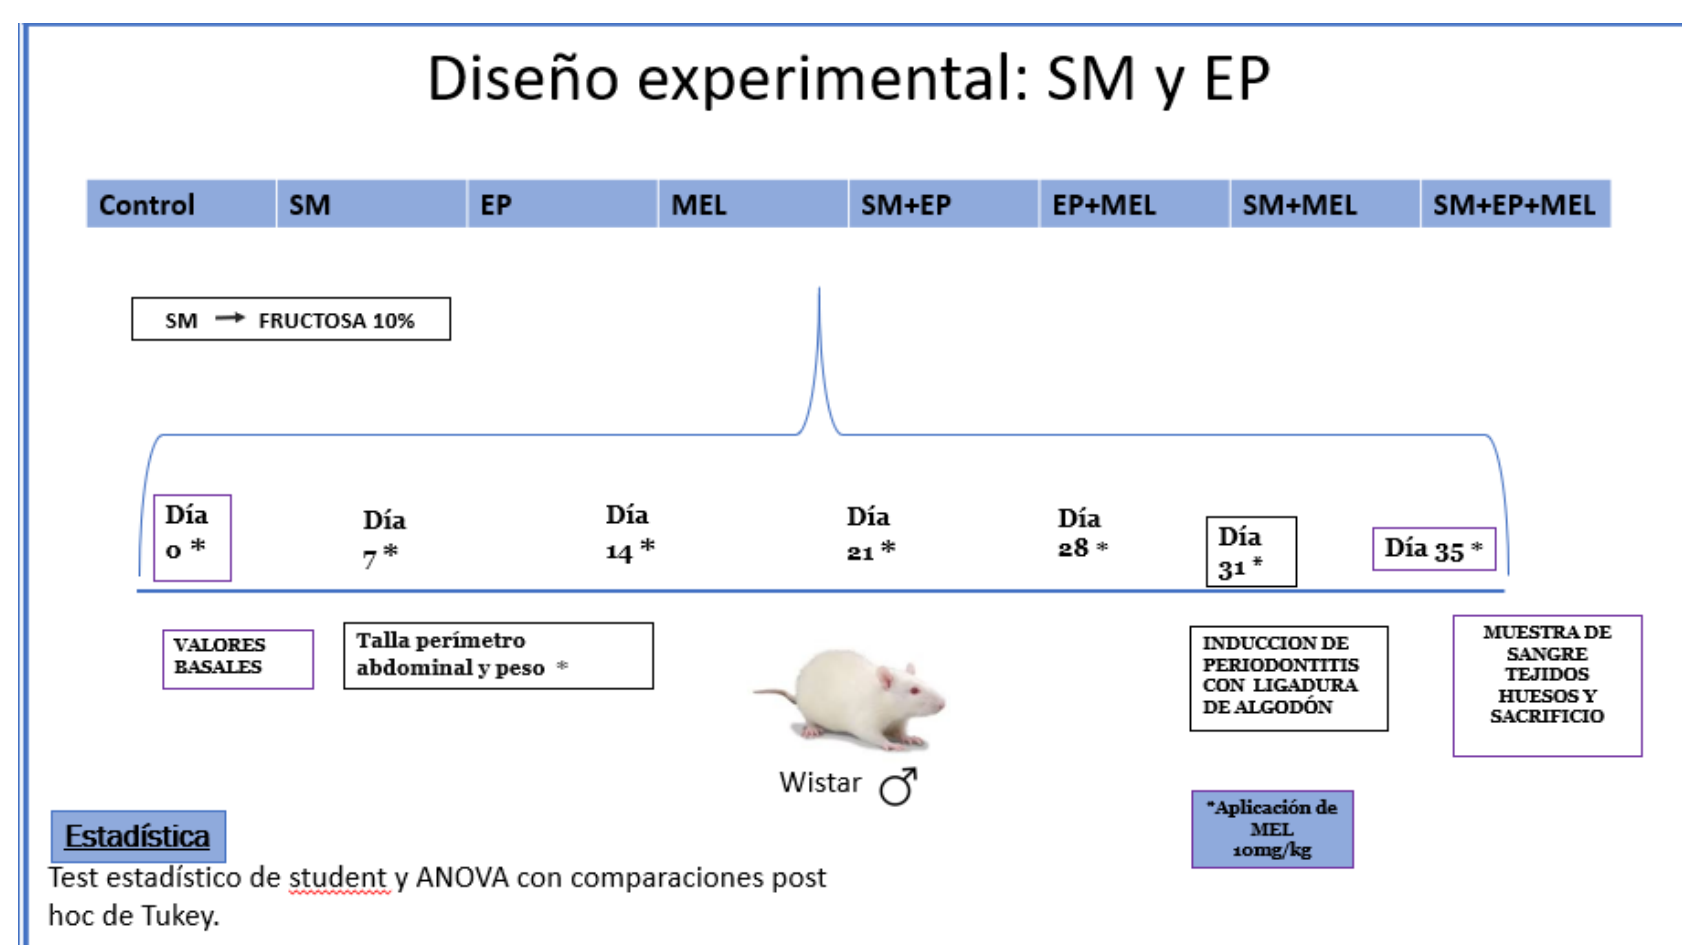 Diseño experimental: SM y EP
Control SM EP MEL SM+EP EP+MEL SM+MEL SM+EP+MEL
SM → FRUCTOSA 10%
Día
0 *
Día
7 *
Día
14 *
Día
21 *
Día
28 *
Día
31 *
Día 35 *
VALORES
BASALES
Talla perímetro
abdominal y peso *
INDUCCION DE
PERIODONTITIS
CON LIGADURA
DE ALGODÓN
MUESTRA DE
SANGRE
TEJIDOS
HUESOS Y
SACRIFICIO
Wistar ♂
*Aplicación de
MEL
10mg/kg
Estadística
Test estadístico de student y ANOVA con comparaciones post
hoc de Tukey.